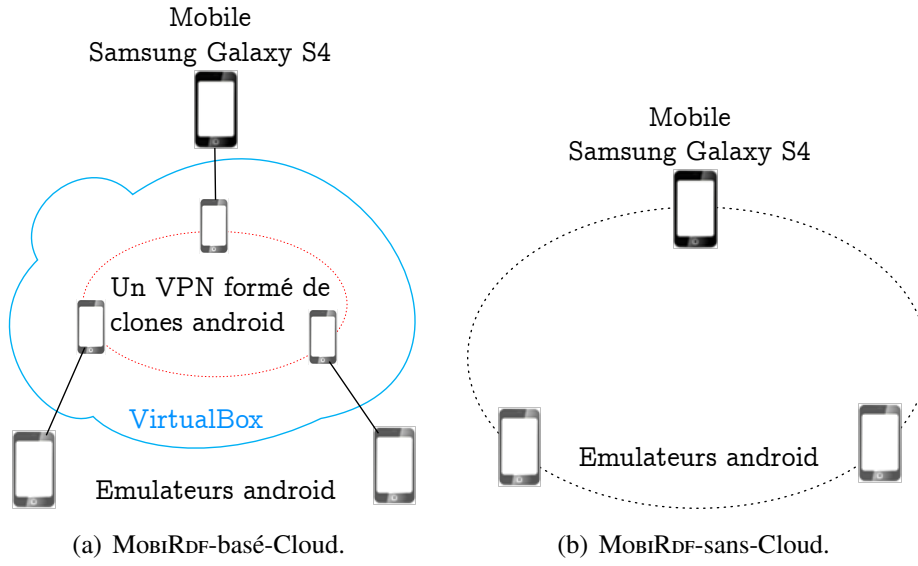 Mobile
Samsung Galaxy S4
Un VPN formé de
clones android
VirtualBox
Emulateurs android
(a) MobiRdf-basé-Cloud.
Mobile
Samsung Galaxy S4
Emulateurs android
(b) MobiRdf-sans-Cloud.